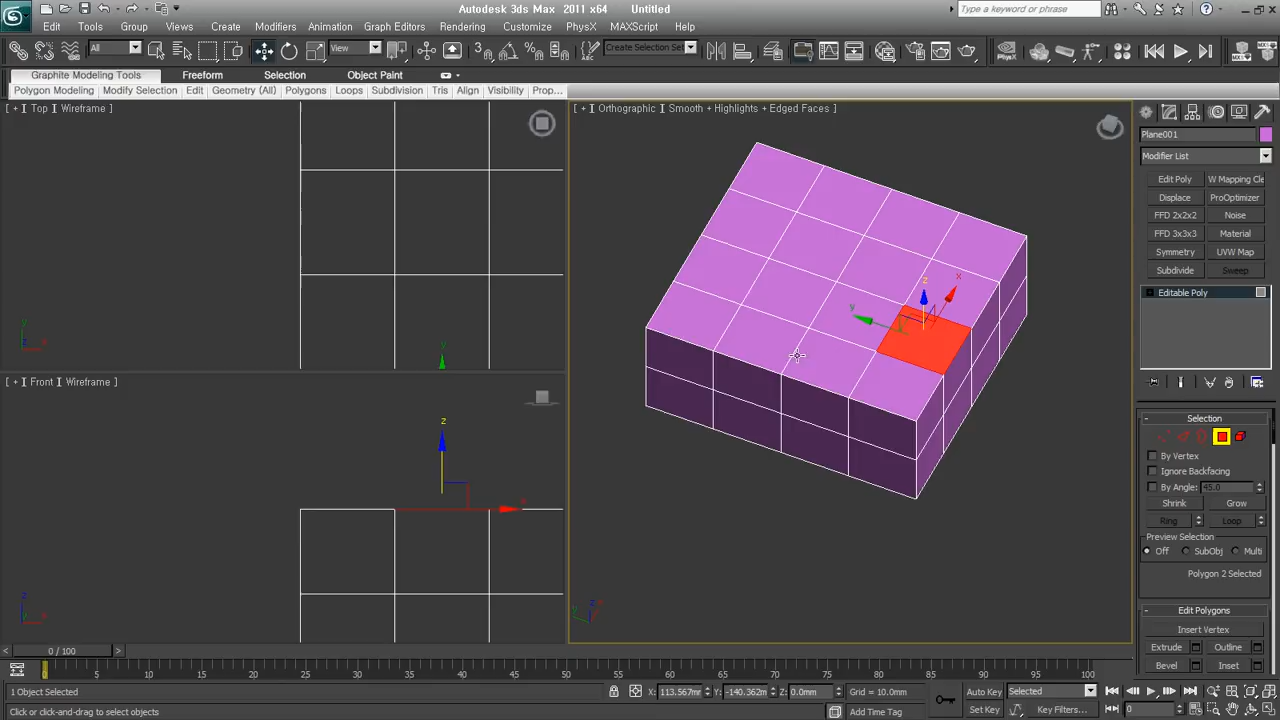 Autodesk 3ds Max 2011 x64 Untitled
Type a keyword or phrase
Edit Tools Group Views Create Modifiers Animation Graph Editors Rendering Customize PhysX MAXScript Help
All View Create Selection Set
Graphite Modeling Tools Freeform Selection Object Paint
Polygon Modeling Modify Selection Edit Geometry (All) Polygons Loops Subdivision Tris Align Visibility Prop...
[ + ] Top ] Wireframe ]
[ + ] Orthographic ] Smooth + Highlights + Edged Faces ]
Plane001
Modifier List
Edit Poly W Mapping Cle
Displace ProOptimizer
FFD 2x2x2 Noise
FFD 3x3x3 Material
Symmetry UVW Map
Subdivide Sweep
Editable Poly
[ + ] Front ] Wireframe ]
Selection
By Vertex
Ignore Backfacing
By Angle: 45.0
Shrink Grow
Ring Loop
Preview Selection
Off SubObj Multi
Polygon 2 Selected
Edit Polygons
Insert Vertex
Extrude Outline
Bevel Inset
0 / 100
0 5 10 15 20 25 30 35 40 45 50 55 60 65 70 75 80 85 90 95 100
1 Object Selected X: 113.567mm Y: -140.362m Z: 0.0mm Grid = 10.0mm Auto Key Selected
Click or click-and-drag to select objects Add Time Tag Set Key Key Filters... 0